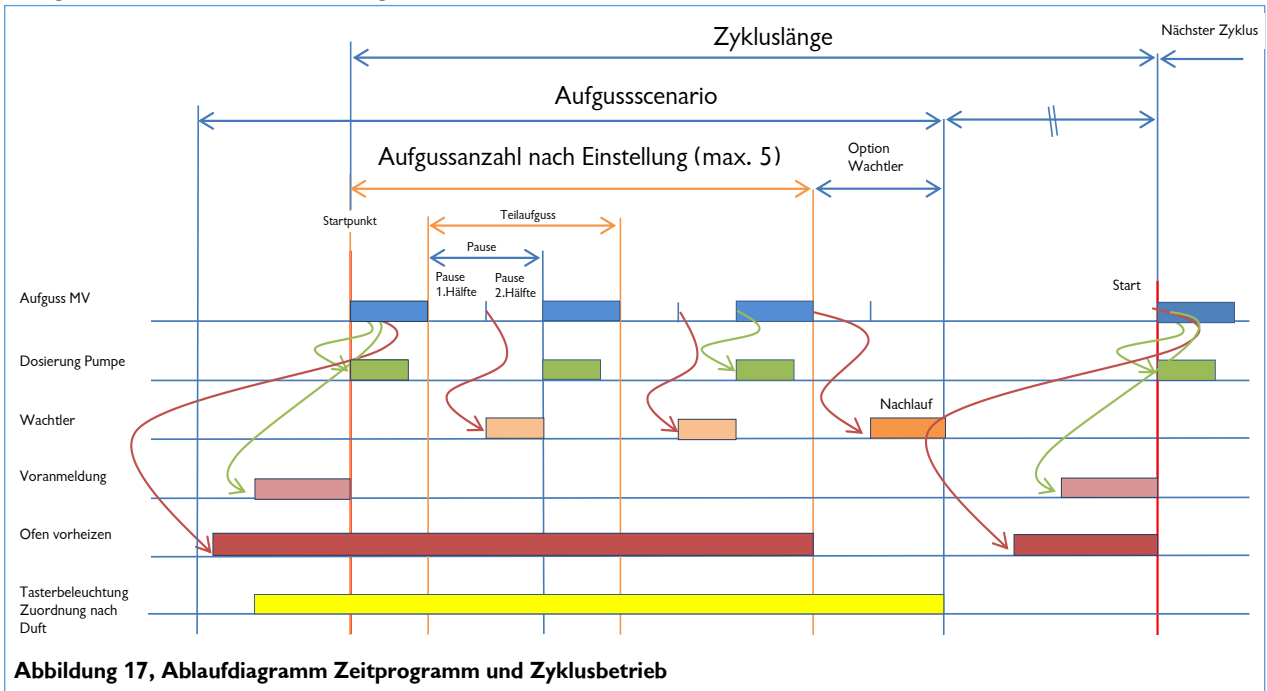 Zykluslänge
Nächster Zyklus
Aufgussscenario
Aufgussanzahl nach Einstellung (max. 5)
Option
Wachtler
Startpunkt
Teilaufguss
Pause
Pause
1.Hälfte
Pause
2.Hälfte
Start
Aufguss MV
Dosierung Pumpe
Wachtler
Nachlauf
Voranmeldung
Ofen vorheizen
Tasterbeleuchtung
Zuordnung nach
Duft
Abbildung 17, Ablaufdiagramm Zeitprogramm und Zyklusbetrieb